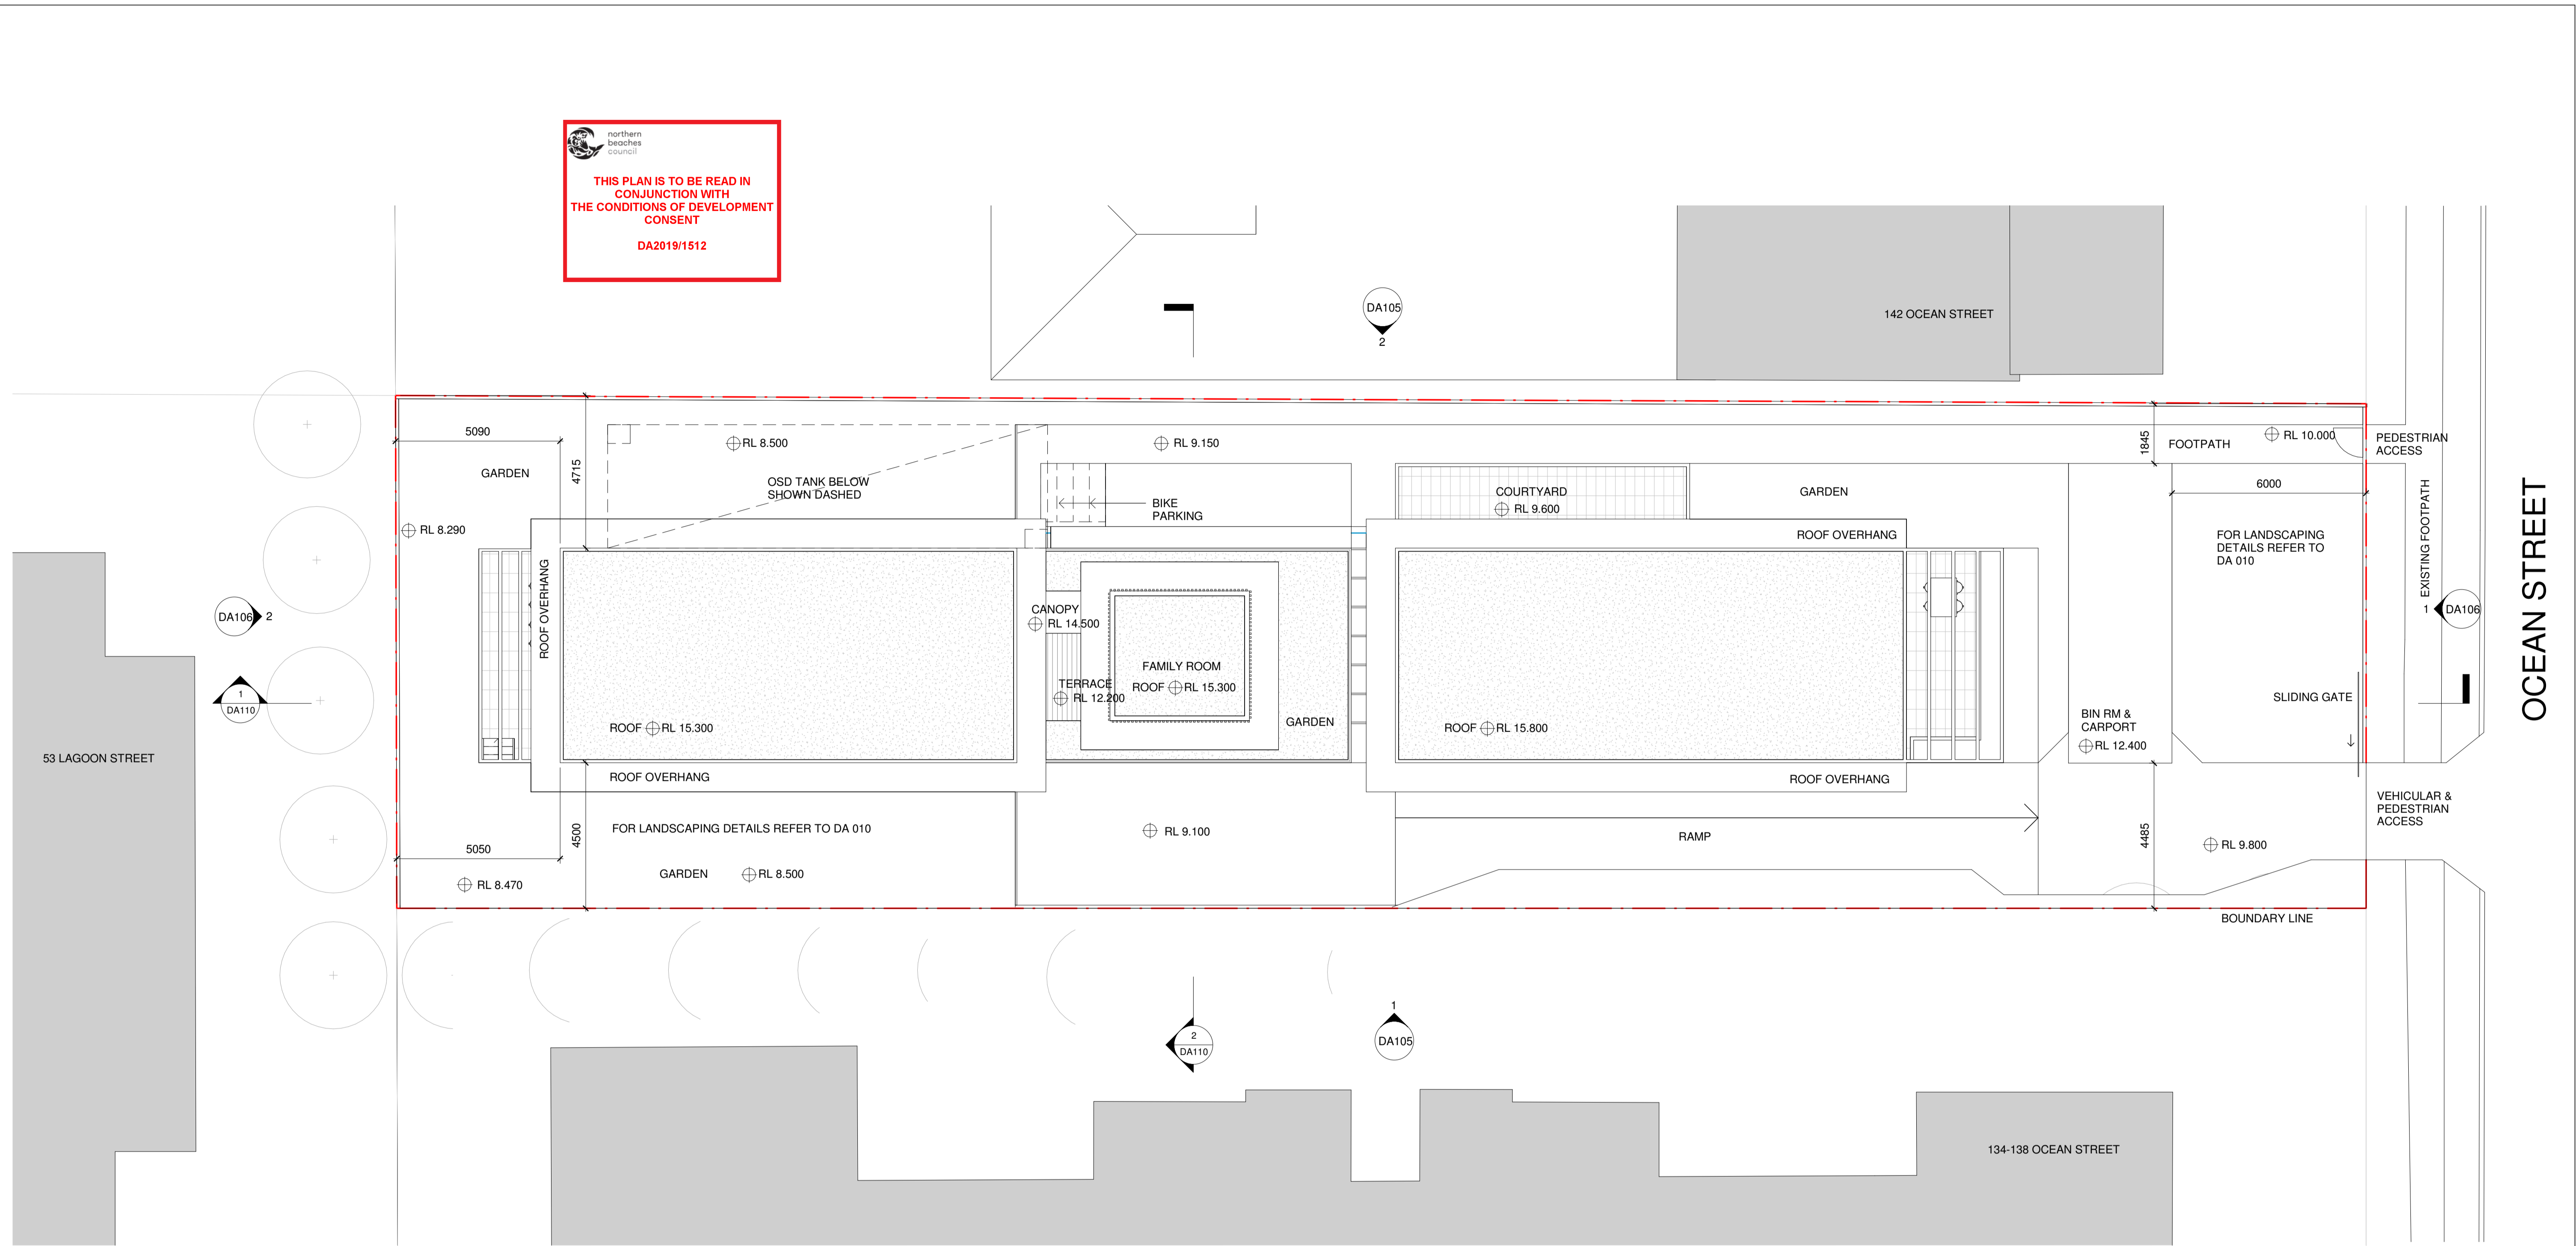 northern
beaches
council
THIS PLAN IS TO BE READ IN
CONJUNCTION WITH
THE CONDITIONS OF DEVELOPMENT
CONSENT
DA2019/1512
DA105
2
142 OCEAN STREET
5090
GARDEN
4715
RL 8.500
OSD TANK BELOW
SHOWN DASHED
RL 9.150
BIKE
PARKING
COURTYARD
RL 9.600
GARDEN
ROOF OVERHANG
1845
FOOTPATH
RL 10.000
PEDESTRIAN
ACCESS
6000
FOR LANDSCAPING
DETAILS REFER TO
DA 010
EXISTING FOOTPATH
OCEAN STREET
RL 8.290
ROOF OVERHANG
DA106
2
1
DA110
53 LAGOON STREET
CANOPY
RL 14.500
FAMILY ROOM
ROOF
RL 15.300
TERRACE
RL 12.200
GARDEN
ROOF
RL 15.300
ROOF
RL 15.800
1
DA106
SLIDING GATE
BIN RM &
CARPORT
RL 12.400
ROOF OVERHANG
ROOF OVERHANG
VEHICULAR &
PEDESTRIAN
ACCESS
FOR LANDSCAPING DETAILS REFER TO DA 010
4500
RL 9.100
RAMP
4485
RL 9.800
5050
GARDEN
RL 8.500
RL 8.470
BOUNDARY LINE
2
DA110
1
DA105
134-138 OCEAN STREET